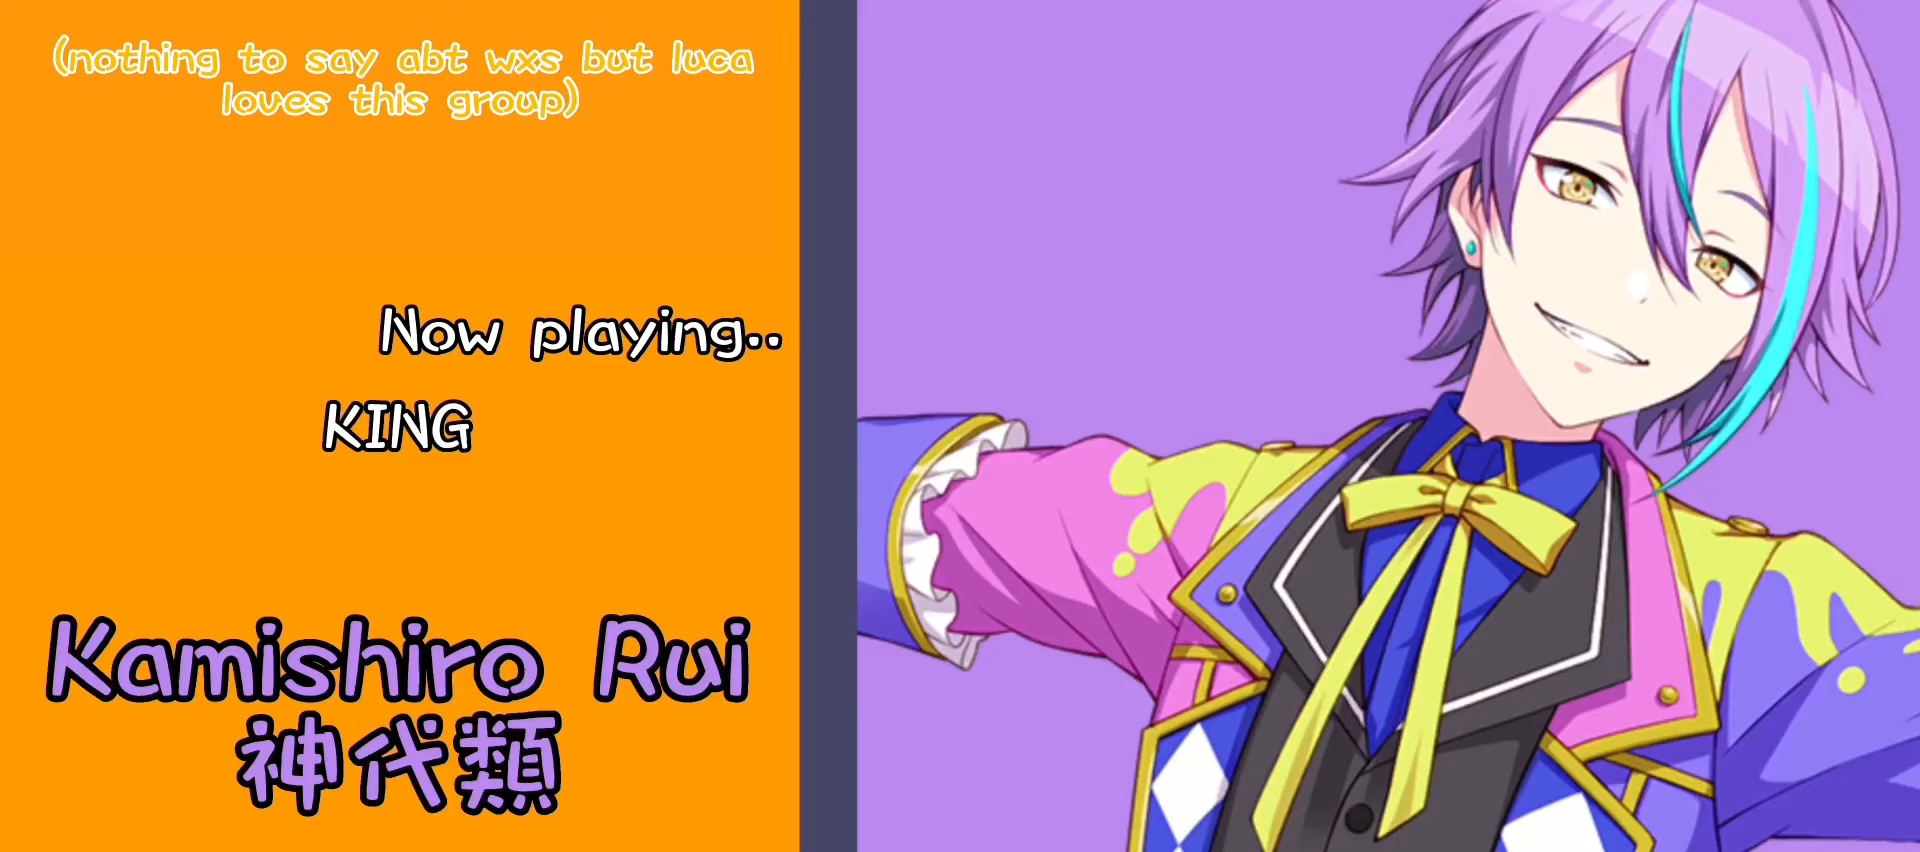 (nothing to say abt wxs but luca
loves this group)
Now playing..
KING
Kamishiro Rui
神代類